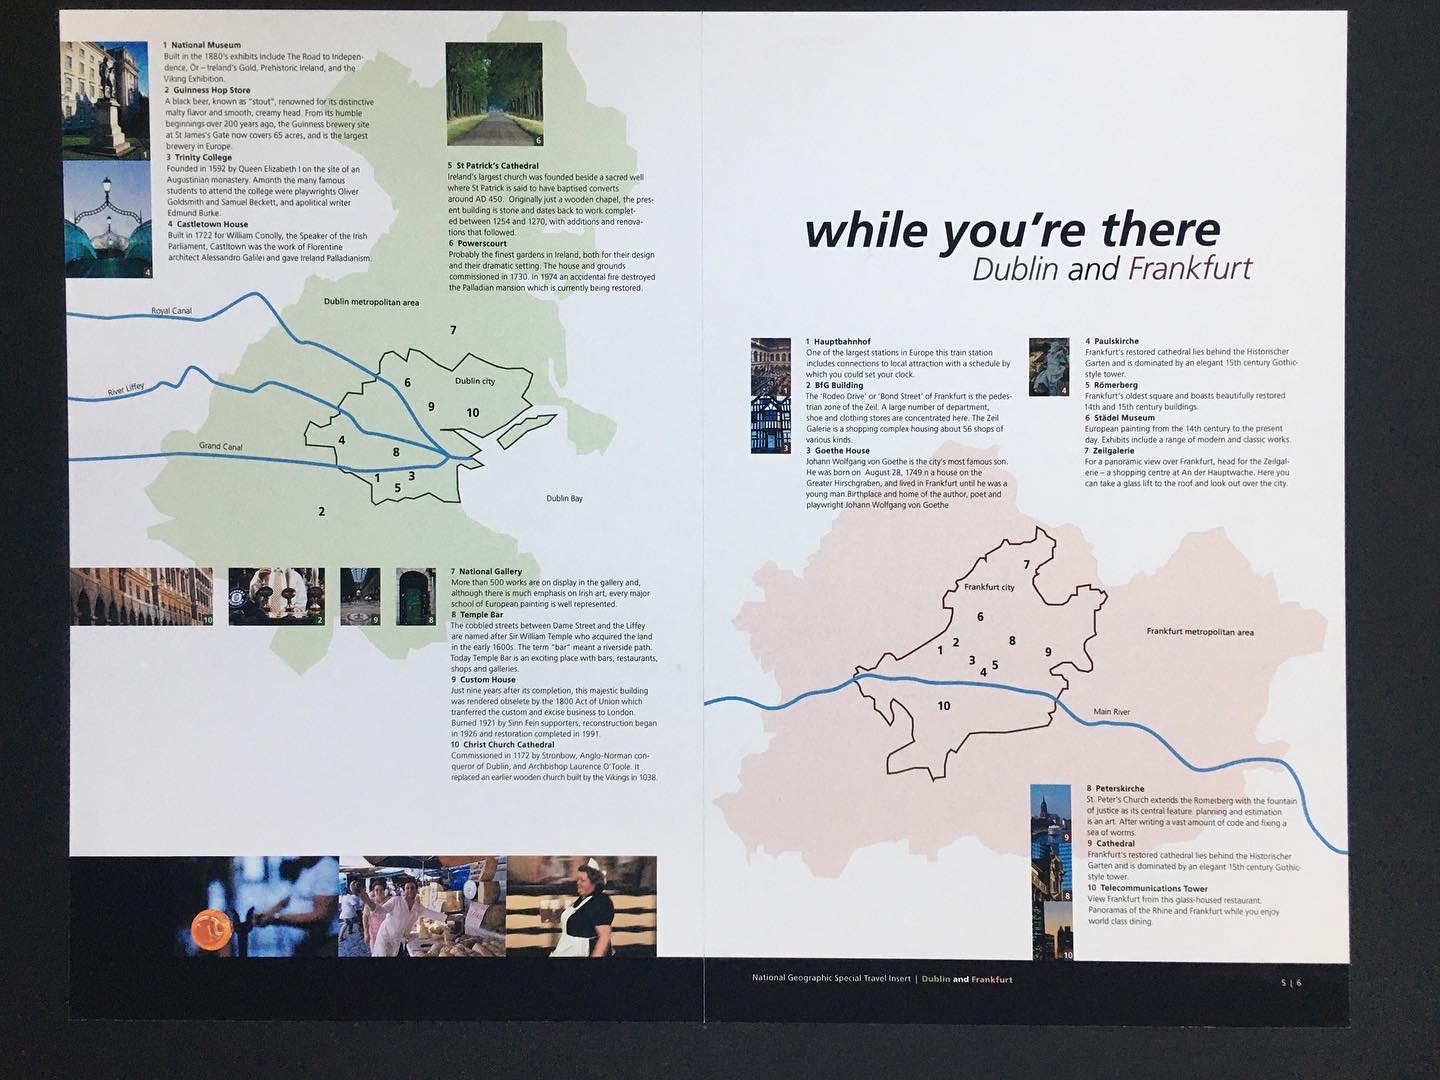 1 National Museum
Built in the 1880's exhibits include The Road to Indepen-
dence, Ór – Ireland's Gold, Prehistoric Ireland, and the
Viking Exhibition.
2 Guinness Hop Store
A black beer, known as "stout", renowned for its distinctive
malty flavor and smooth, creamy head. From its humble
beginnings over 200 years ago, the Guinness brewery site
at St James's Gate now covers 65 acres, and is the largest
brewery in Europe.
3 Trinity College
Founded in 1592 by Queen Elizabeth I on the site of an
Augustinian monastery. Amonth the many famous
students to attend the college were playwrights Oliver
Goldsmith and Samuel Beckett, and apolitical writer
Edmund Burke.
4 Castletown House
Built in 1722 for William Conolly, the Speaker of the Irish
Parliament, Castltown was the work of Florentine
architect Alessandro Galilei and gave Ireland Palladianism.
1
4
6
5 St Patrick's Cathedral
Ireland's largest church was founded beside a sacred well
where St Patrick is said to have baptised converts
around AD 450. Originally just a wooden chapel, the pres-
ent building is stone and dates back to work complet-
ed between 1254 and 1270, with additions and renova-
tions that followed.
6 Powerscourt
Probably the finest gardens in Ireland, both for their design
and their dramatic setting. The house and grounds
commissioned in 1730. In 1974 an accidental fire destroyed
the Palladian mansion which is currently being restored.
Dublin metropolitan area
Royal Canal
7
River Liffey
6
Dublin city
9
10
Grand Canal
4
8
1
3
5
Dublin Bay
2
10
2
9
8
7 National Gallery
More than 500 works are on display in the gallery and,
although there is much emphasis on Irish art, every major
school of European painting is well represented.
8 Temple Bar
The cobbled streets between Dame Street and the Liffey
are named after Sir William Temple who acquired the land
in the early 1600s. The term "bar" meant a riverside path.
Today Temple Bar is an exciting place with bars, restaurants,
shops and galleries.
9 Custom House
Just nine years after its completion, this majestic building
was rendered obselete by the 1800 Act of Union which
tranferred the custom and excise business to London.
Burned 1921 by Sinn Fein supporters, reconstruction began
in 1926 and restoration completed in 1991.
10 Christ Church Cathedral
Commissioned in 1172 by Stronbow, Anglo-Norman con-
queror of Dublin, and Archbishop Laurence O'Toole. It
replaced an earlier wooden church built by the Vikings in 1038.
while you're there
Dublin and Frankfurt
1
3
1 Hauptbahnhof
One of the largest stations in Europe this train station
includes connections to local attraction with a schedule by
which you could set your clock.
2 BfG Building
The 'Rodeo Drive' or 'Bond Street' of Frankfurt is the pedes-
trian zone of the Zeil. A large number of department,
shoe and clothing stores are concentrated here. The Zeil
Galerie is a shopping complex housing about 56 shops of
various kinds.
3 Goethe House
Johann Wolfgang von Goethe is the city's most famous son.
He was born on August 28, 1749 n a house on the
Greater Hirschgraben, and lived in Frankfurt until he was a
young man.Birthplace and home of the author, poet and
playwright Johann Wolfgang von Goethe
4
4 Paulskirche
Frankfurt's restored cathedral lies behind the Historischer
Garten and is dominated by an elegant 15th century Gothic-
style tower.
5 Römerberg
Frankfurt's oldest square and boasts beautifully restored
14th and 15th century buildings.
6 Städel Museum
European painting from the 14th century to the present
day. Exhibits include a range of modern and classic works.
7 Zeilgalerie
For a panoramic view over Frankfurt, head for the Zeilgal-
erie – a shopping centre at An der Hauptwache. Here you
can take a glass lift to the roof and look out over the city.
7
Frankfurt city
6
Frankfurt metropolitan area
1
2
8
9
3
5
4
10
Main River
9
8
10
8 Peterskirche
St. Peter's Church extends the Romerberg with the fountain
of justice as its central feature. planning and estimation
is an art. After writing a vast amount of code and fixing a
sea of worms.
9 Cathedral
Frankfurt's restored cathedral lies behind the Historischer
Garten and is dominated by an elegant 15th century Gothic-
style tower.
10 Telecommunications Tower
View Frankfurt from this glass-housed restaurant.
Panoramas of the Rhine and Frankfurt while you enjoy
world class dining.
National Geographic Special Travel Insert | Dublin and Frankfurt
5 | 6